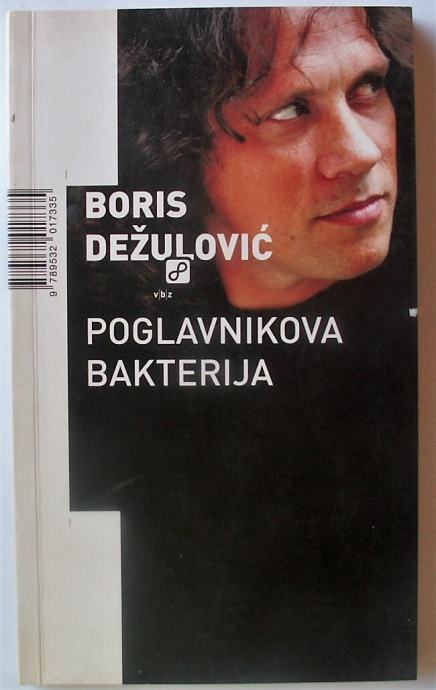 BORIS
DEŽULOVIĆ
v|b|z
POGLAVNIKOVA
BAKTERIJA
9 789532 017335